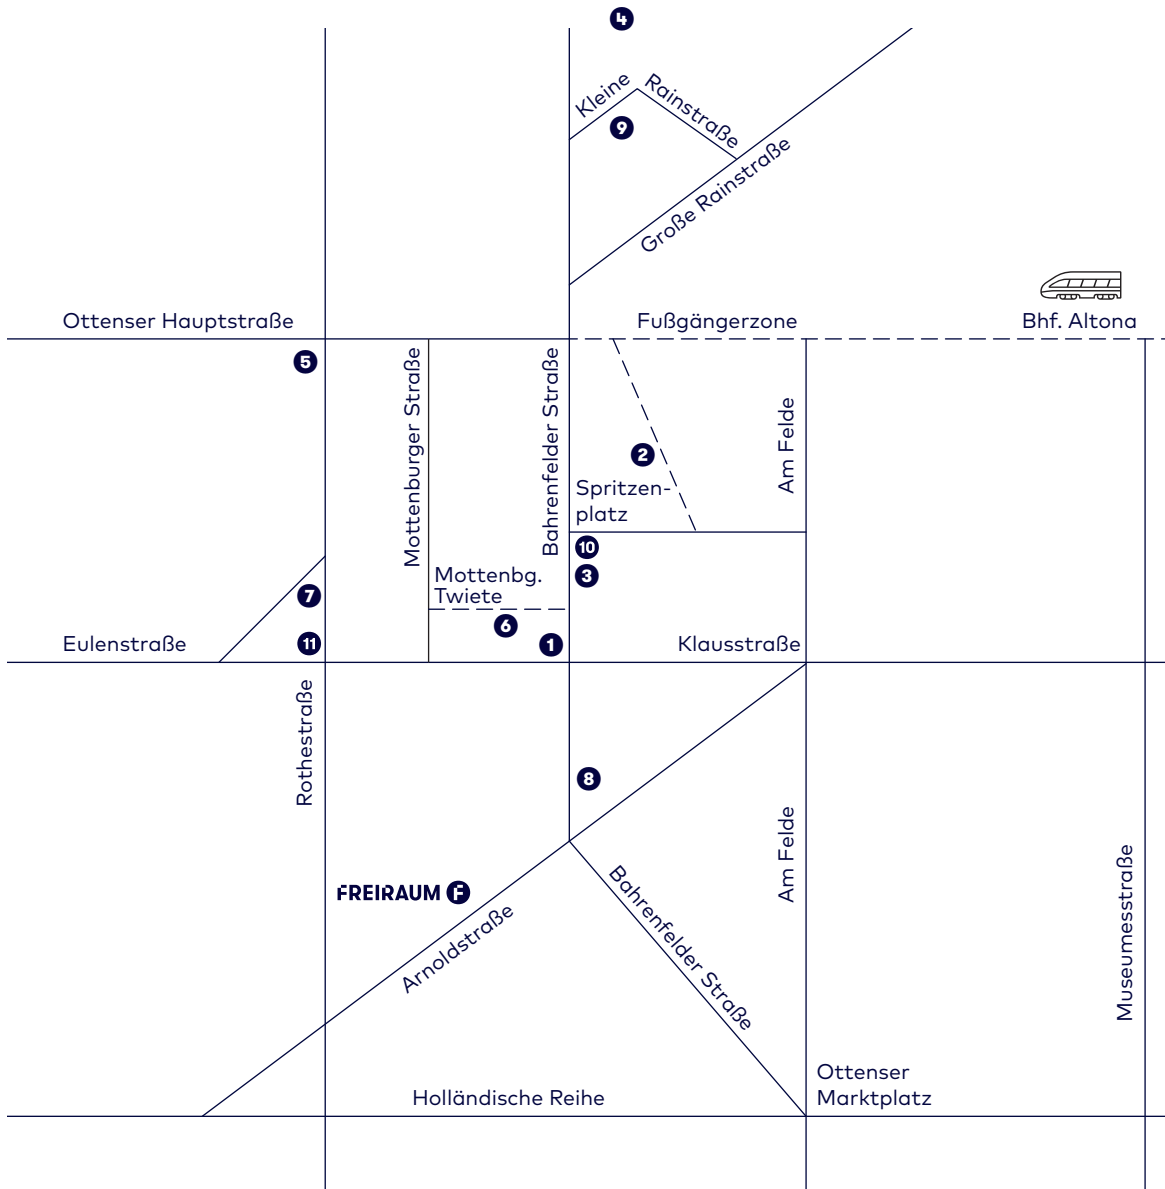 4
Kleine
Rainstraße
9
Große Rainstraße
Ottenser Hauptstraße
Fußgängerzone
Bhf. Altona
5
Mottenburger Straße
Bahrenfelder Straße
2
Am Felde
Spritzen-
platz
10
3
Mottenbg.
Twiete
7
6
11
1
Eulenstraße
Klausstraße
Rothestraße
8
Am Felde
FREIRAUM F
Arnoldstraße
Bahrenfelder Straße
Museumesstraße
Ottenser
Marktplatz
Holländische Reihe